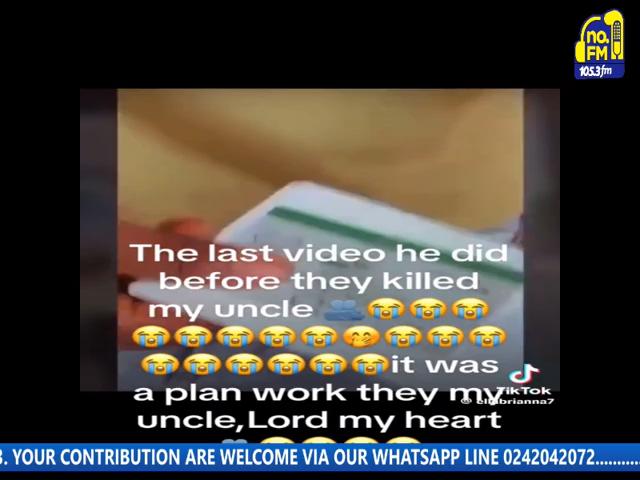 no.
FM
105.3fm
The last video he did
before they killed
my uncle 🫂😭😭😭
😭😭😭😭😭🤭😭😭😭
😭😭😭😭😭😭it was
a plan work they my
uncle,Lord my heart
TikTok
3. YOUR CONTRIBUTION ARE WELCOME VIA OUR WHATSAPP LINE 0242042072..........